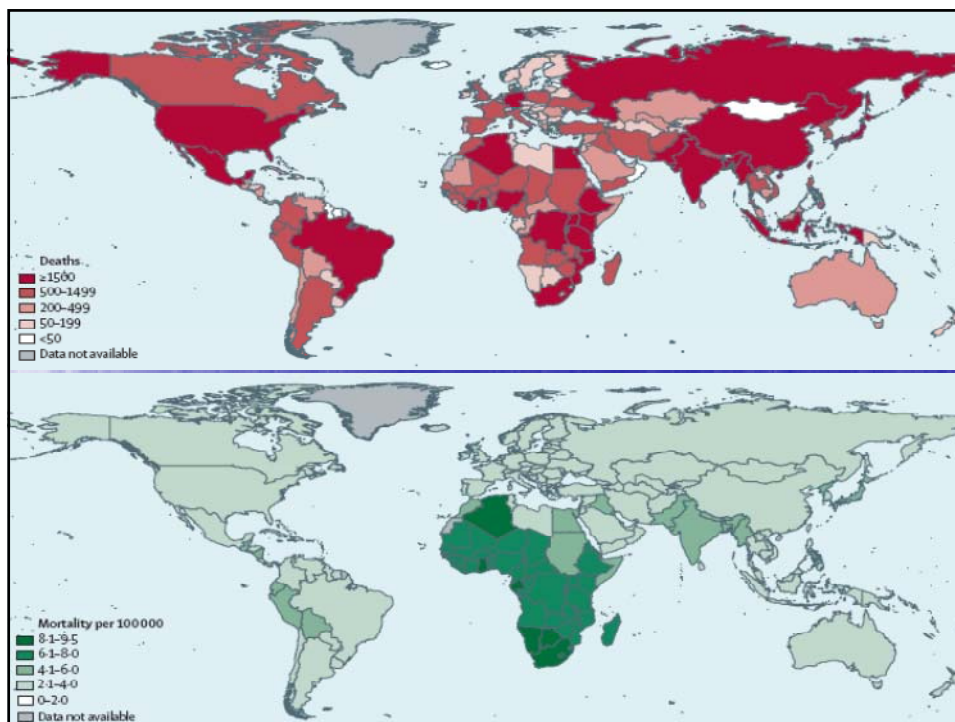 Deaths
≥1500
500–1499
200–499
50–199
<50
Data not available
Mortality per 100 000
8·1–9·5
6·1–8·0
4·1–6·0
2·1–4·0
0–2·0
Data not available